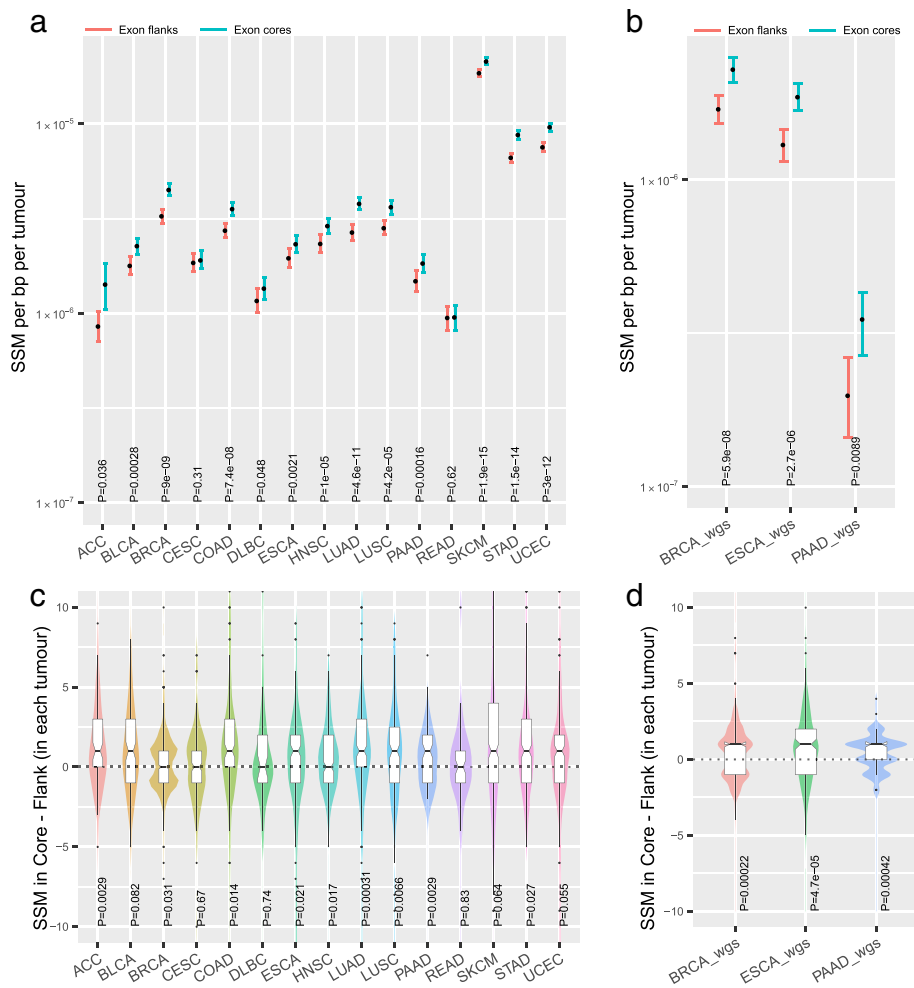 a
Exon flanks
Exon cores
SSM per bp per tumour
1 × 10⁻⁵
1 × 10⁻⁶
1 × 10⁻⁷
P=0.036
P=0.00028
P=9e−09
P=0.31
P=7.4e−08
P=0.048
P=0.0021
P=1e−05
P=4.6e−11
P=4.2e−05
P=0.00016
P=0.62
P=1.9e−15
P=1.5e−14
P=3e−12
ACC
BLCA
BRCA
CESC
COAD
DLBC
ESCA
HNSC
LUAD
LUSC
PAAD
READ
SKCM
STAD
UCEC
b
Exon flanks
Exon cores
SSM per bp per tumour
1 × 10⁻⁶
1 × 10⁻⁷
P=5.9e−08
P=2.7e−06
P=0.0089
BRCA_wgs
ESCA_wgs
PAAD_wgs
c
SSM in Core - Flank (in each tumour)
10
5
0
−5
−10
P=0.0029
P=0.082
P=0.031
P=0.67
P=0.014
P=0.74
P=0.021
P=0.017
P=0.00031
P=0.0066
P=0.0029
P=0.83
P=0.064
P=0.027
P=0.055
ACC
BLCA
BRCA
CESC
COAD
DLBC
ESCA
HNSC
LUAD
LUSC
PAAD
READ
SKCM
STAD
UCEC
d
SSM in Core - Flank (in each tumour)
10
5
0
−5
−10
P=0.00022
P=4.7e−05
P=0.00042
BRCA_wgs
ESCA_wgs
PAAD_wgs